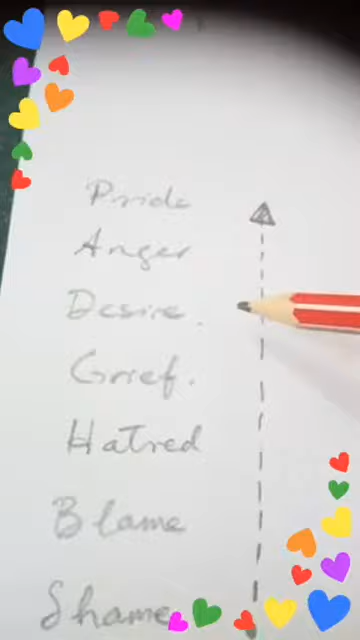 Pride
Anger
Desire.
Grief.
Hatred
Blame
Shame